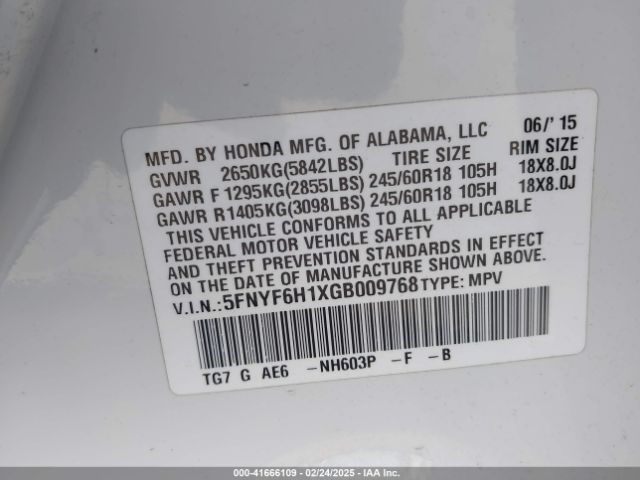 MFD. BY HONDA MFG. OF ALABAMA, LLC 06/'15
GVWR 2650KG(5842LBS) TIRE SIZE RIM SIZE
GAWR F 1295KG(2855LBS) 245/60R18 105H 18X8.0J
GAWR R 1405KG(3098LBS) 245/60R18 105H 18X8.0J
THIS VEHICLE CONFORMS TO ALL APPLICABLE
FEDERAL MOTOR VEHICLE SAFETY
AND THEFT PREVENTION STANDARDS IN EFFECT
ON THE DATE OF MANUFACTURE SHOWN ABOVE.
V.I.N.:5FNYF6H1XGB009768 TYPE: MPV
TG7 G AE6 -NH603P -F -B
000-41666109 - 02/24/2025 - IAA Inc.